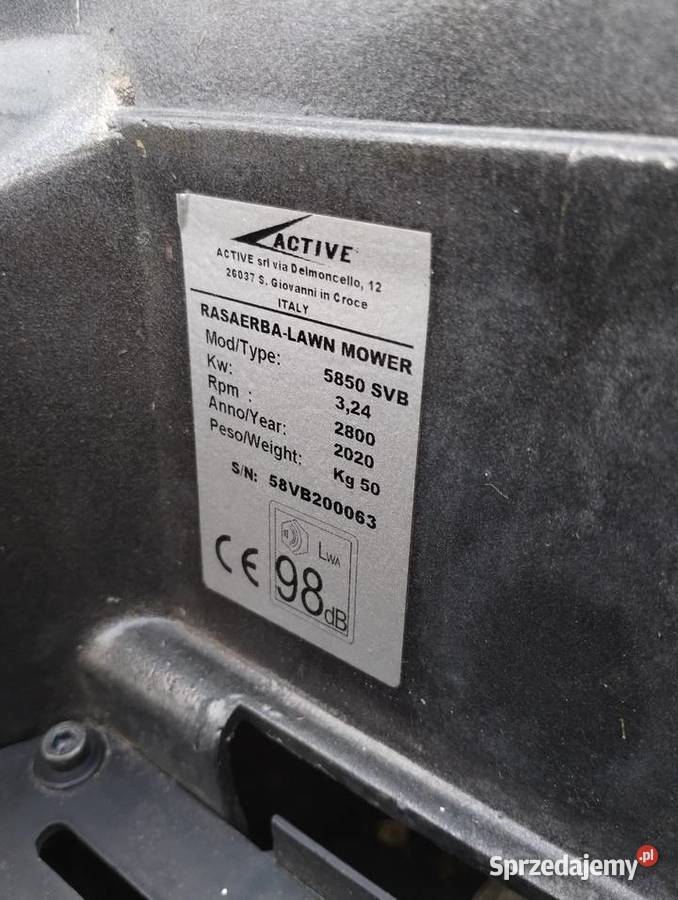 ACTIVE
ACTIVE srl via Delmoncello, 12
26037 S. Giovanni in Croce
ITALY
RASAERBA-LAWN MOWER
Mod/Type: 5850 SVB
Kw: 3,24
Rpm : 2800
Anno/Year: 2020
Peso/Weight: Kg 50
S/N: 58VB200063
CE
LWA
98dB
Sprzedajemy.pl